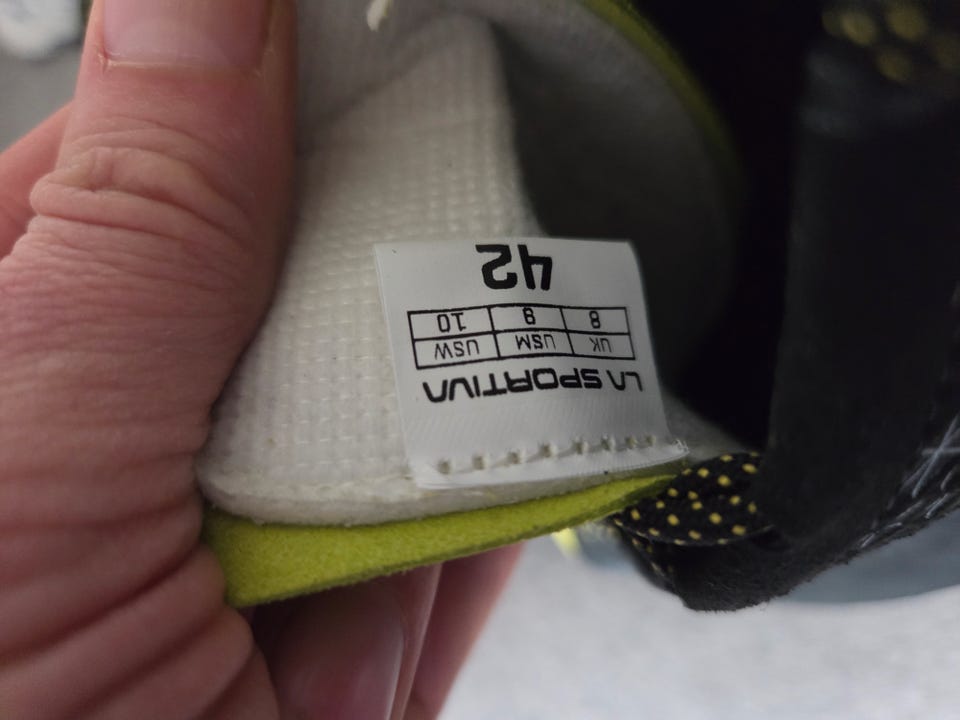 LA SPORTIVA
UK USM USW
8 9 10
42